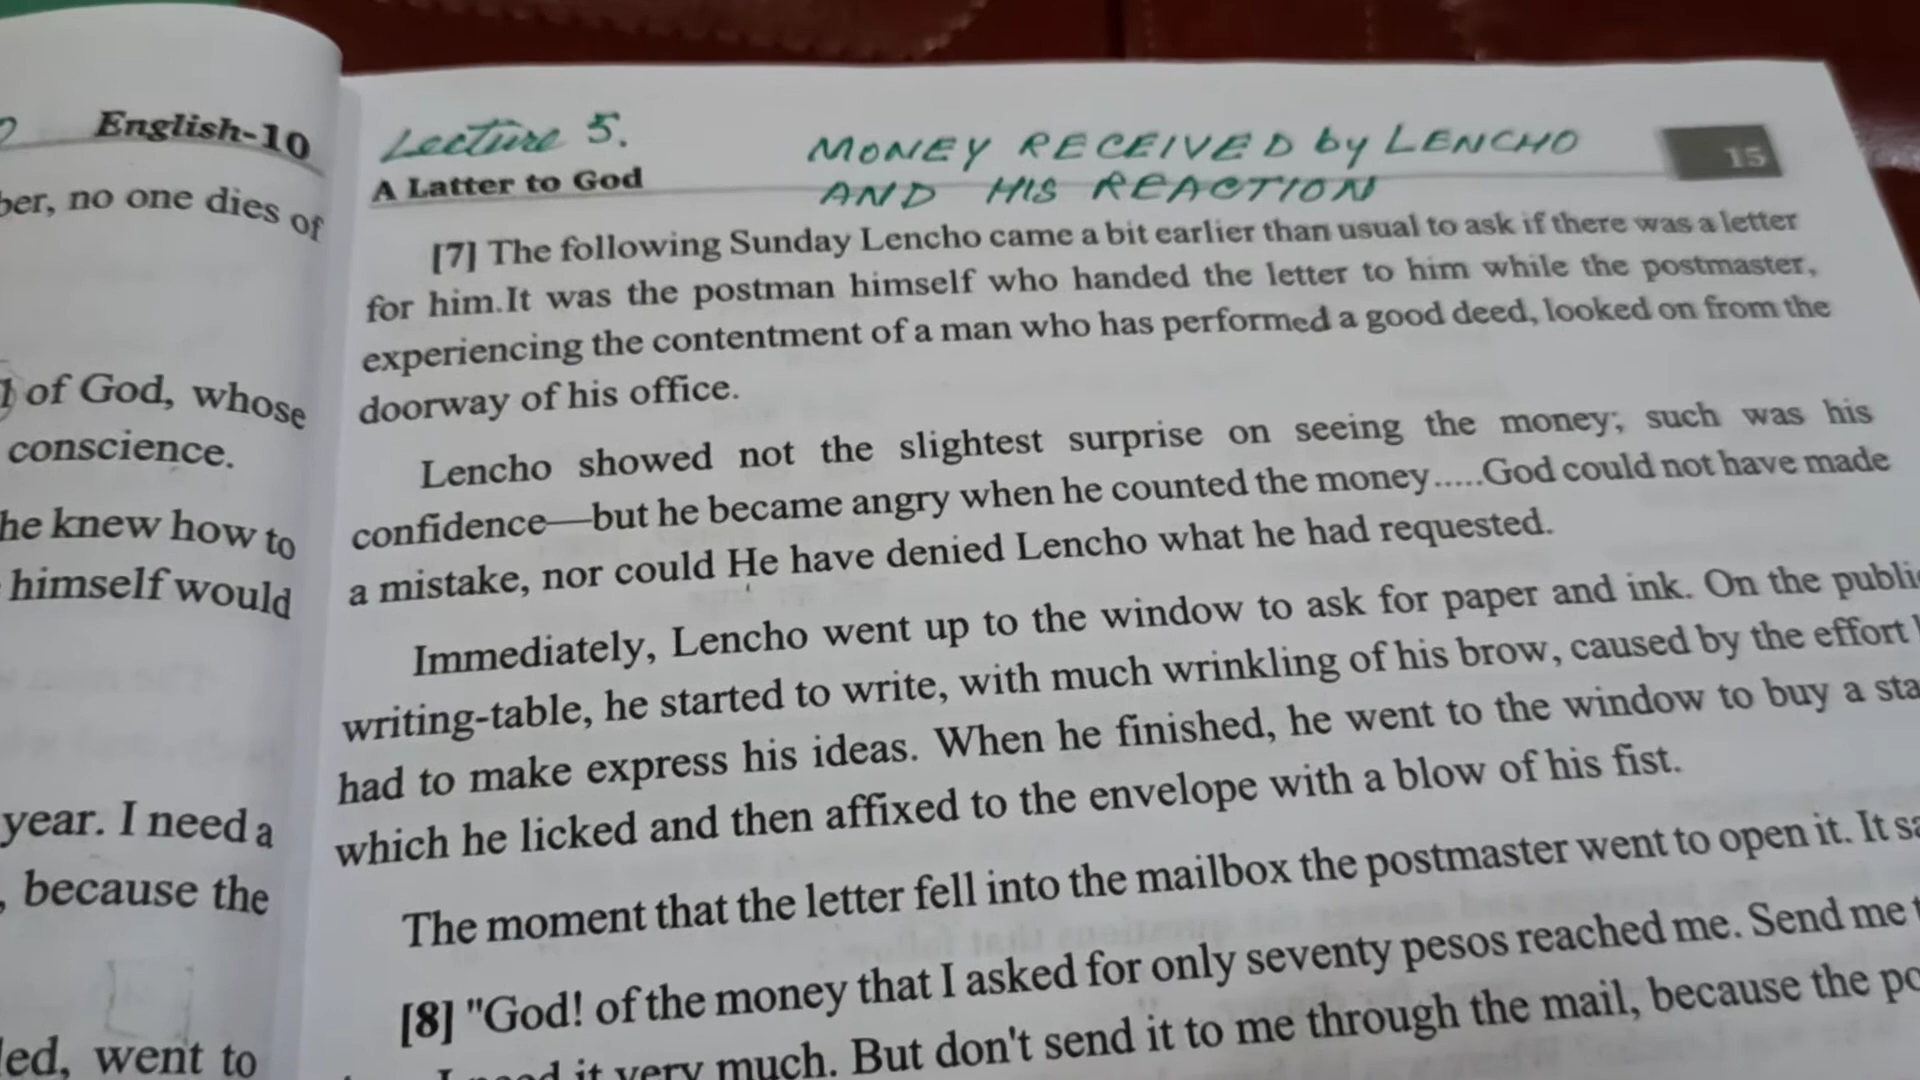 English-10
ber, no one dies of
of God, whose
conscience.
he knew how to
himself would
year. I need a
, because the
led, went to
Lecture 5.
MONEY RECEIVED by LENCHO
AND HIS REACTION
15
A Latter to God
[7] The following Sunday Lencho came a bit earlier than usual to ask if there was a letter
for him.It was the postman himself who handed the letter to him while the postmaster,
experiencing the contentment of a man who has performed a good deed, looked on from the
doorway of his office.
Lencho showed not the slightest surprise on seeing the money; such was his
confidence—but he became angry when he counted the money.....God could not have made
a mistake, nor could He have denied Lencho what he had requested.
Immediately, Lencho went up to the window to ask for paper and ink. On the public
writing-table, he started to write, with much wrinkling of his brow, caused by the effort
had to make express his ideas. When he finished, he went to the window to buy a sta
which he licked and then affixed to the envelope with a blow of his fist.
The moment that the letter fell into the mailbox the postmaster went to open it. It sa
[8] "God! of the money that I asked for only seventy pesos reached me. Send me t
I need it very much. But don't send it to me through the mail, because the po